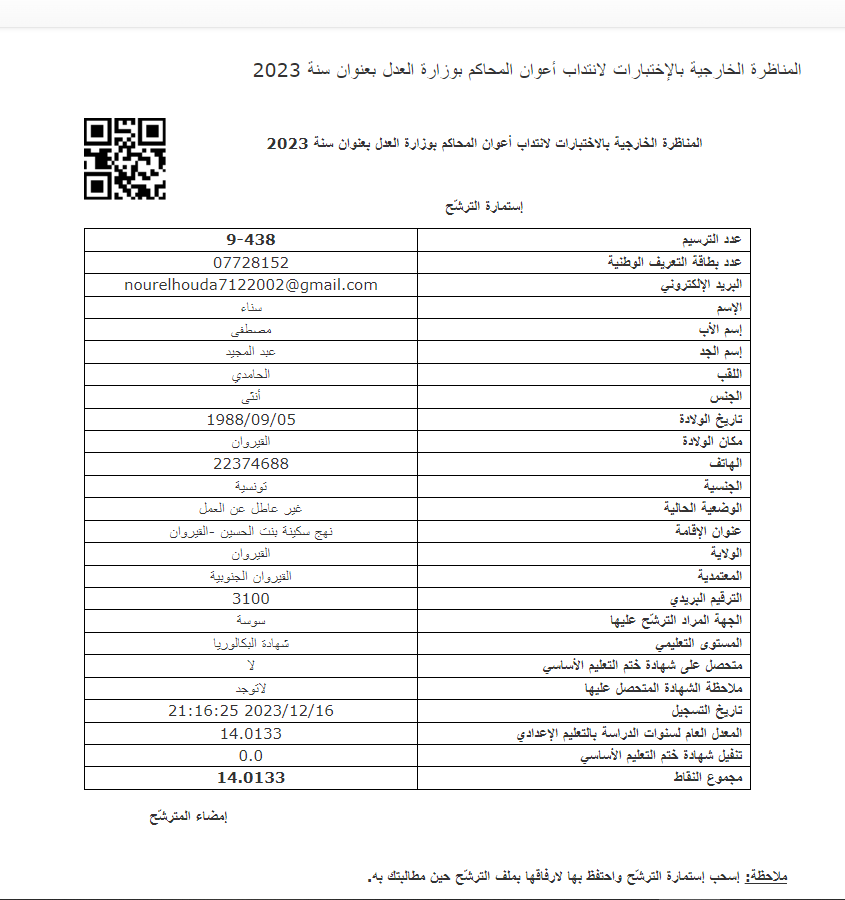 المناظرة الخارجية بالإختبارات لانتداب أعوان المحاكم بوزارة العدل بعنوان سنة 2023
المناظرة الخارجية بالاختبارات لانتداب أعوان المحاكم بوزارة العدل بعنوان سنة 2023
إستمارة الترشّح
عدد الترسيم 9-438
عدد بطاقة التعريف الوطنية 07728152
البريد الإلكتروني nourelhouda7122002@gmail.com
الإسم سناء
إسم الأب مصطفى
إسم الجد عبد المجيد
اللقب الحامدي
الجنس أنثى
تاريخ الولادة 1988/09/05
مكان الولادة القيروان
الهاتف 22374688
الجنسية تونسية
الوضعية الحالية غير عاطل عن العمل
عنوان الإقامة نهج سكينة بنت الحسين -القيروان
الولاية القيروان
المعتمدية القيروان الجنوبية
الترقيم البريدي 3100
الجهة المراد الترشّح عليها سوسة
المستوى التعليمي شهادة البكالوريا
متحصل على شهادة ختم التعليم الأساسي لا
ملاحظة الشهادة المتحصل عليها لاتوجد
تاريخ التسجيل 2023/12/16 21:16:25
المعدل العام لسنوات الدراسة بالتعليم الإعدادي 14.0133
تنفيل شهادة ختم التعليم الأساسي 0.0
مجموع النقاط 14.0133
إمضاء المترشّح
ملاحظة: إسحب إستمارة الترشّح واحتفظ بها لارفاقها بملف الترشّح حين مطالبتك به.